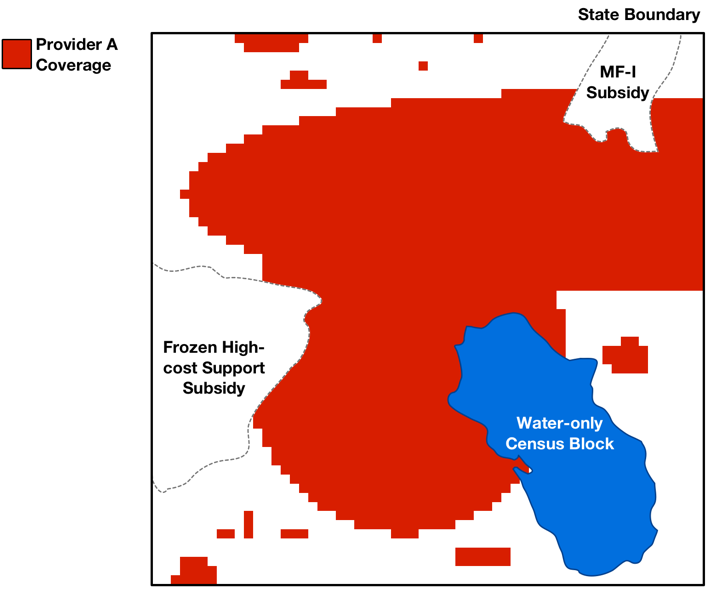 State Boundary
Provider A
Coverage
MF-I
Subsidy
Frozen High-
cost Support
Subsidy
Water-only
Census Block